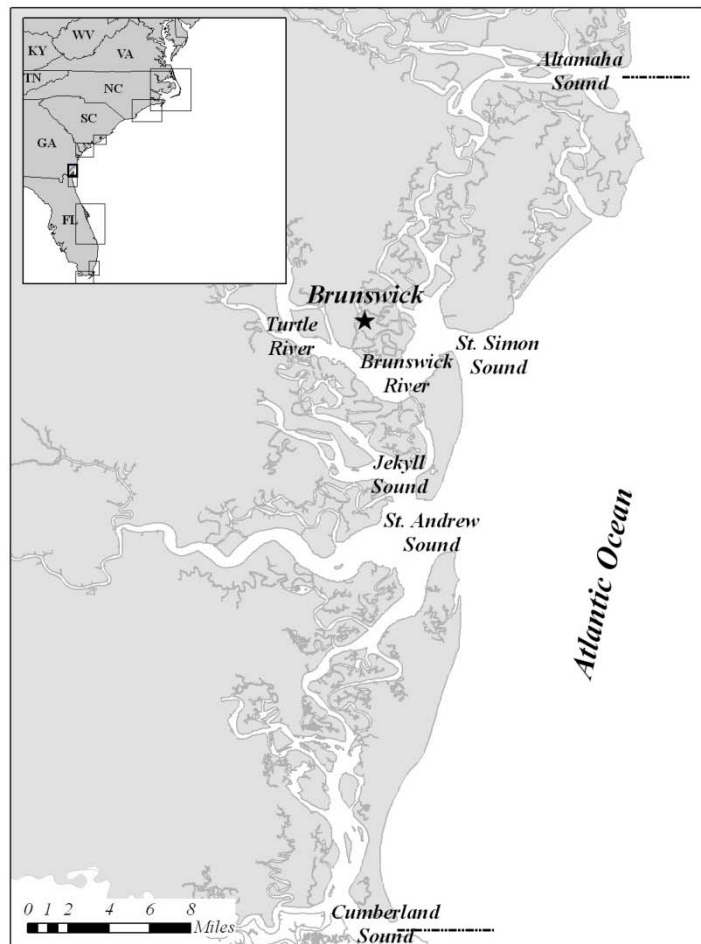 KY
WV
VA
TN
NC
SC
GA
FL
Altamaha
Sound
Brunswick
Turtle
River
St. Simon
Sound
Brunswick
River
Jekyll
Sound
St. Andrew
Sound
Atlantic Ocean
Cumberland
Sound
0 1 2 4 6 8
Miles